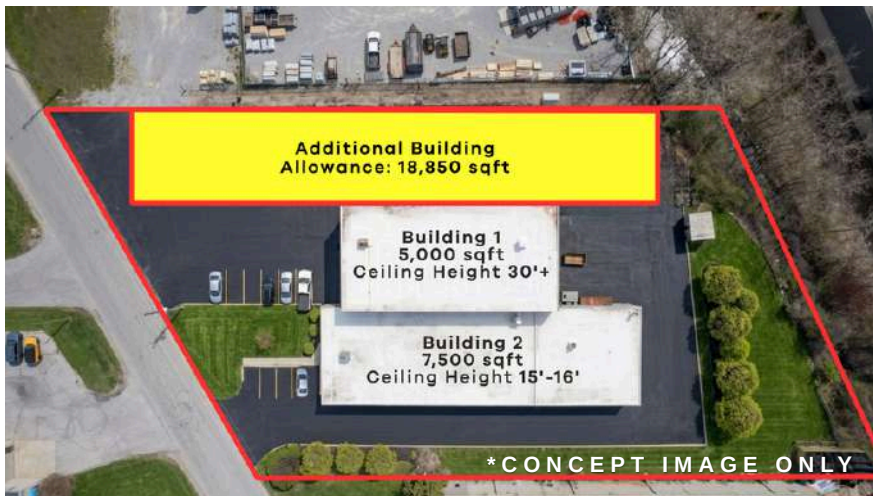 Additional Building
Allowance: 18,850 sqft
Building 1
5,000 sqft
Ceiling Height 30'+
Building 2
7,500 sqft
Ceiling Height 15'-16'
*CONCEPT IMAGE ONLY